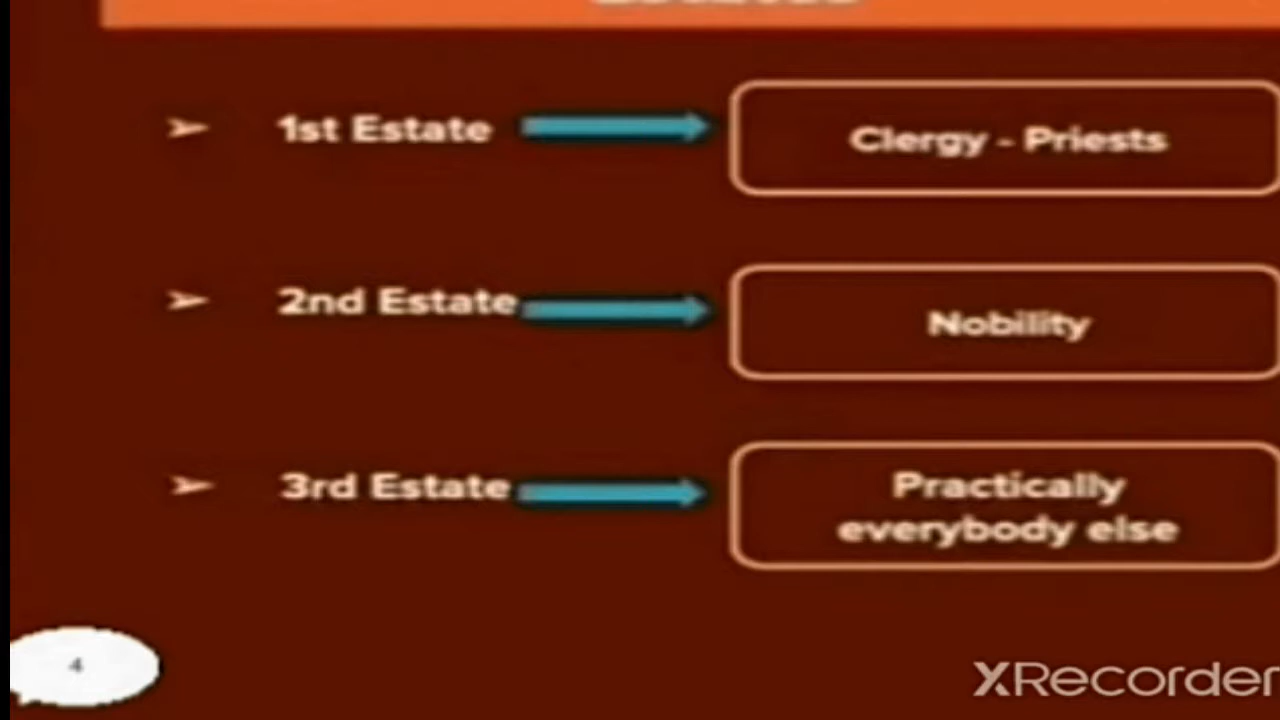 1st Estate
Clergy - Priests
2nd Estate
Nobility
3rd Estate
Practically
everybody else
4
XRecorder